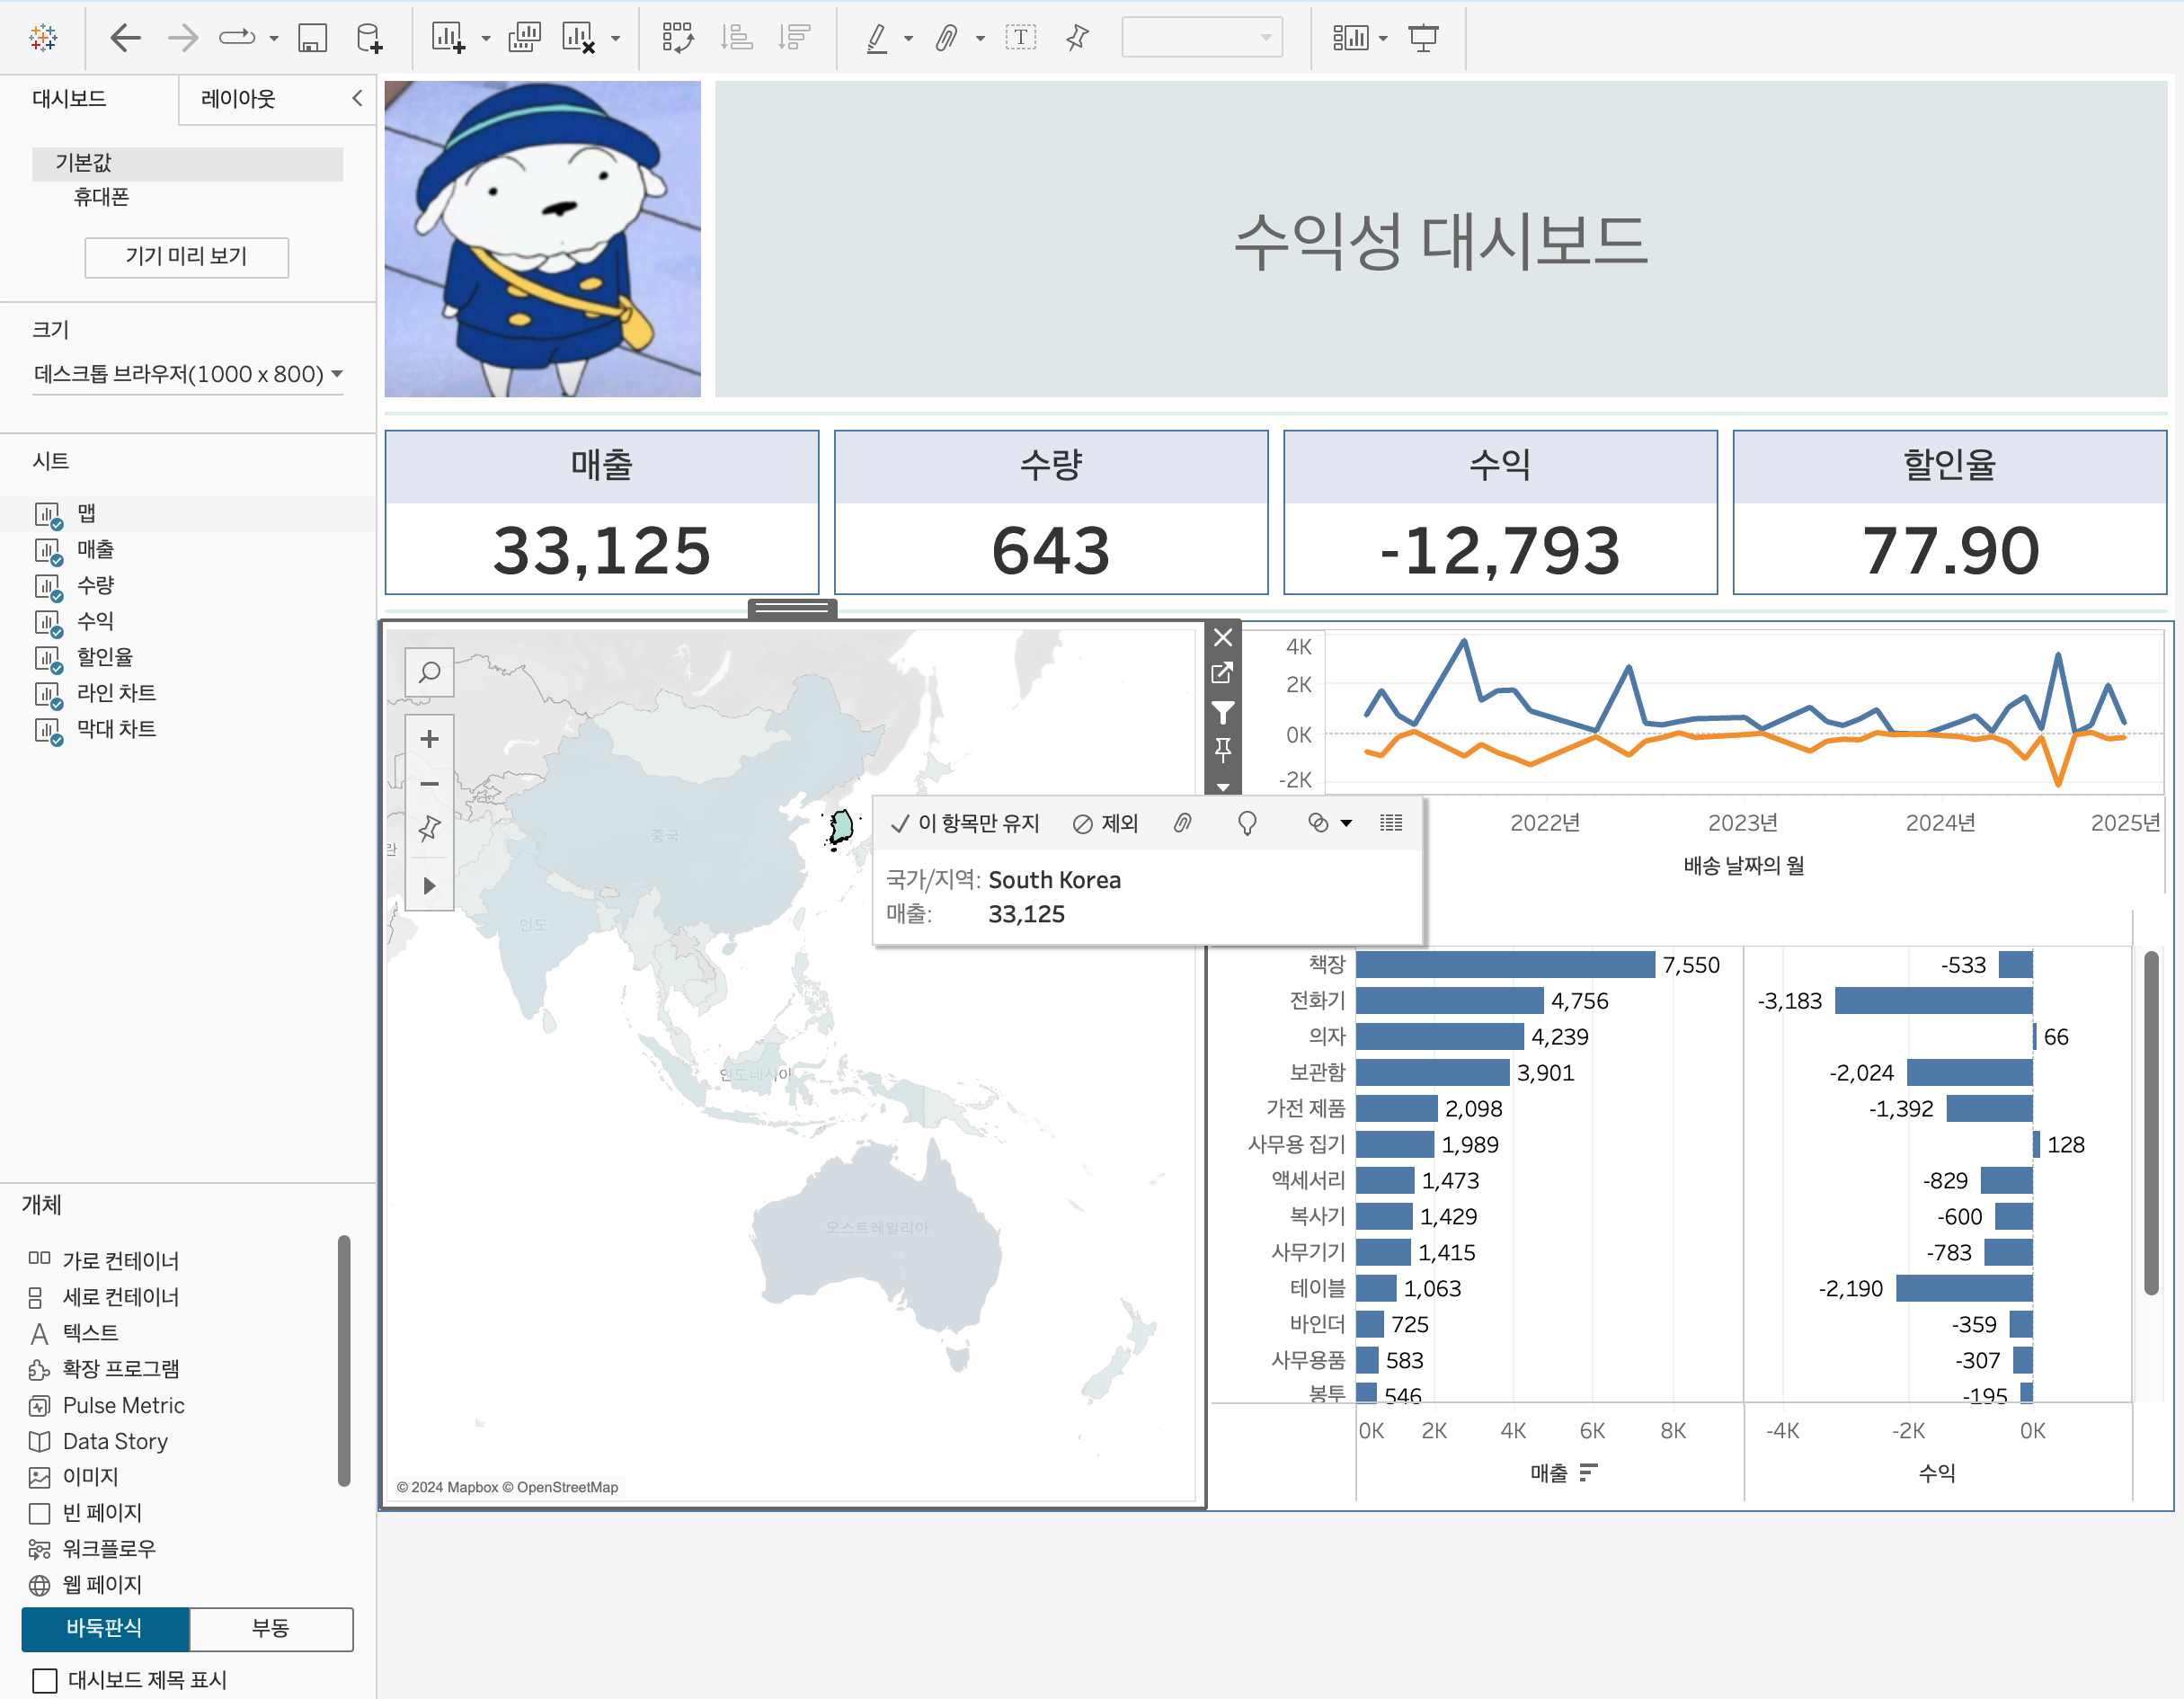 대시보드
레이아웃
기본값
휴대폰
기기 미리 보기
크기
데스크톱 브라우저(1000 x 800)
시트
맵
매출
수량
수익
할인율
라인 차트
막대 차트
개체
가로 컨테이너
세로 컨테이너
텍스트
확장 프로그램
Pulse Metric
Data Story
이미지
빈 페이지
워크플로우
웹 페이지
바둑판식
부동
대시보드 제목 표시
수익성 대시보드
매출
33,125
수량
643
수익
-12,793
할인율
77.90
중국
인도
인도네시아
오스트레일리아
© 2024 Mapbox © OpenStreetMap
이 항목만 유지
제외
국가/지역: South Korea
매출: 33,125
4K
2K
0K
-2K
2022년
2023년
2024년
2025년
배송 날짜의 월
책장 7,550 -533
전화기 4,756 -3,183
의자 4,239 66
보관함 3,901 -2,024
가전 제품 2,098 -1,392
사무용 집기 1,989 128
액세서리 1,473 -829
복사기 1,429 -600
사무기기 1,415 -783
테이블 1,063 -2,190
바인더 725 -359
사무용품 583 -307
봉투 546 -195
0K 2K 4K 6K 8K -4K -2K 0K
매출 수익